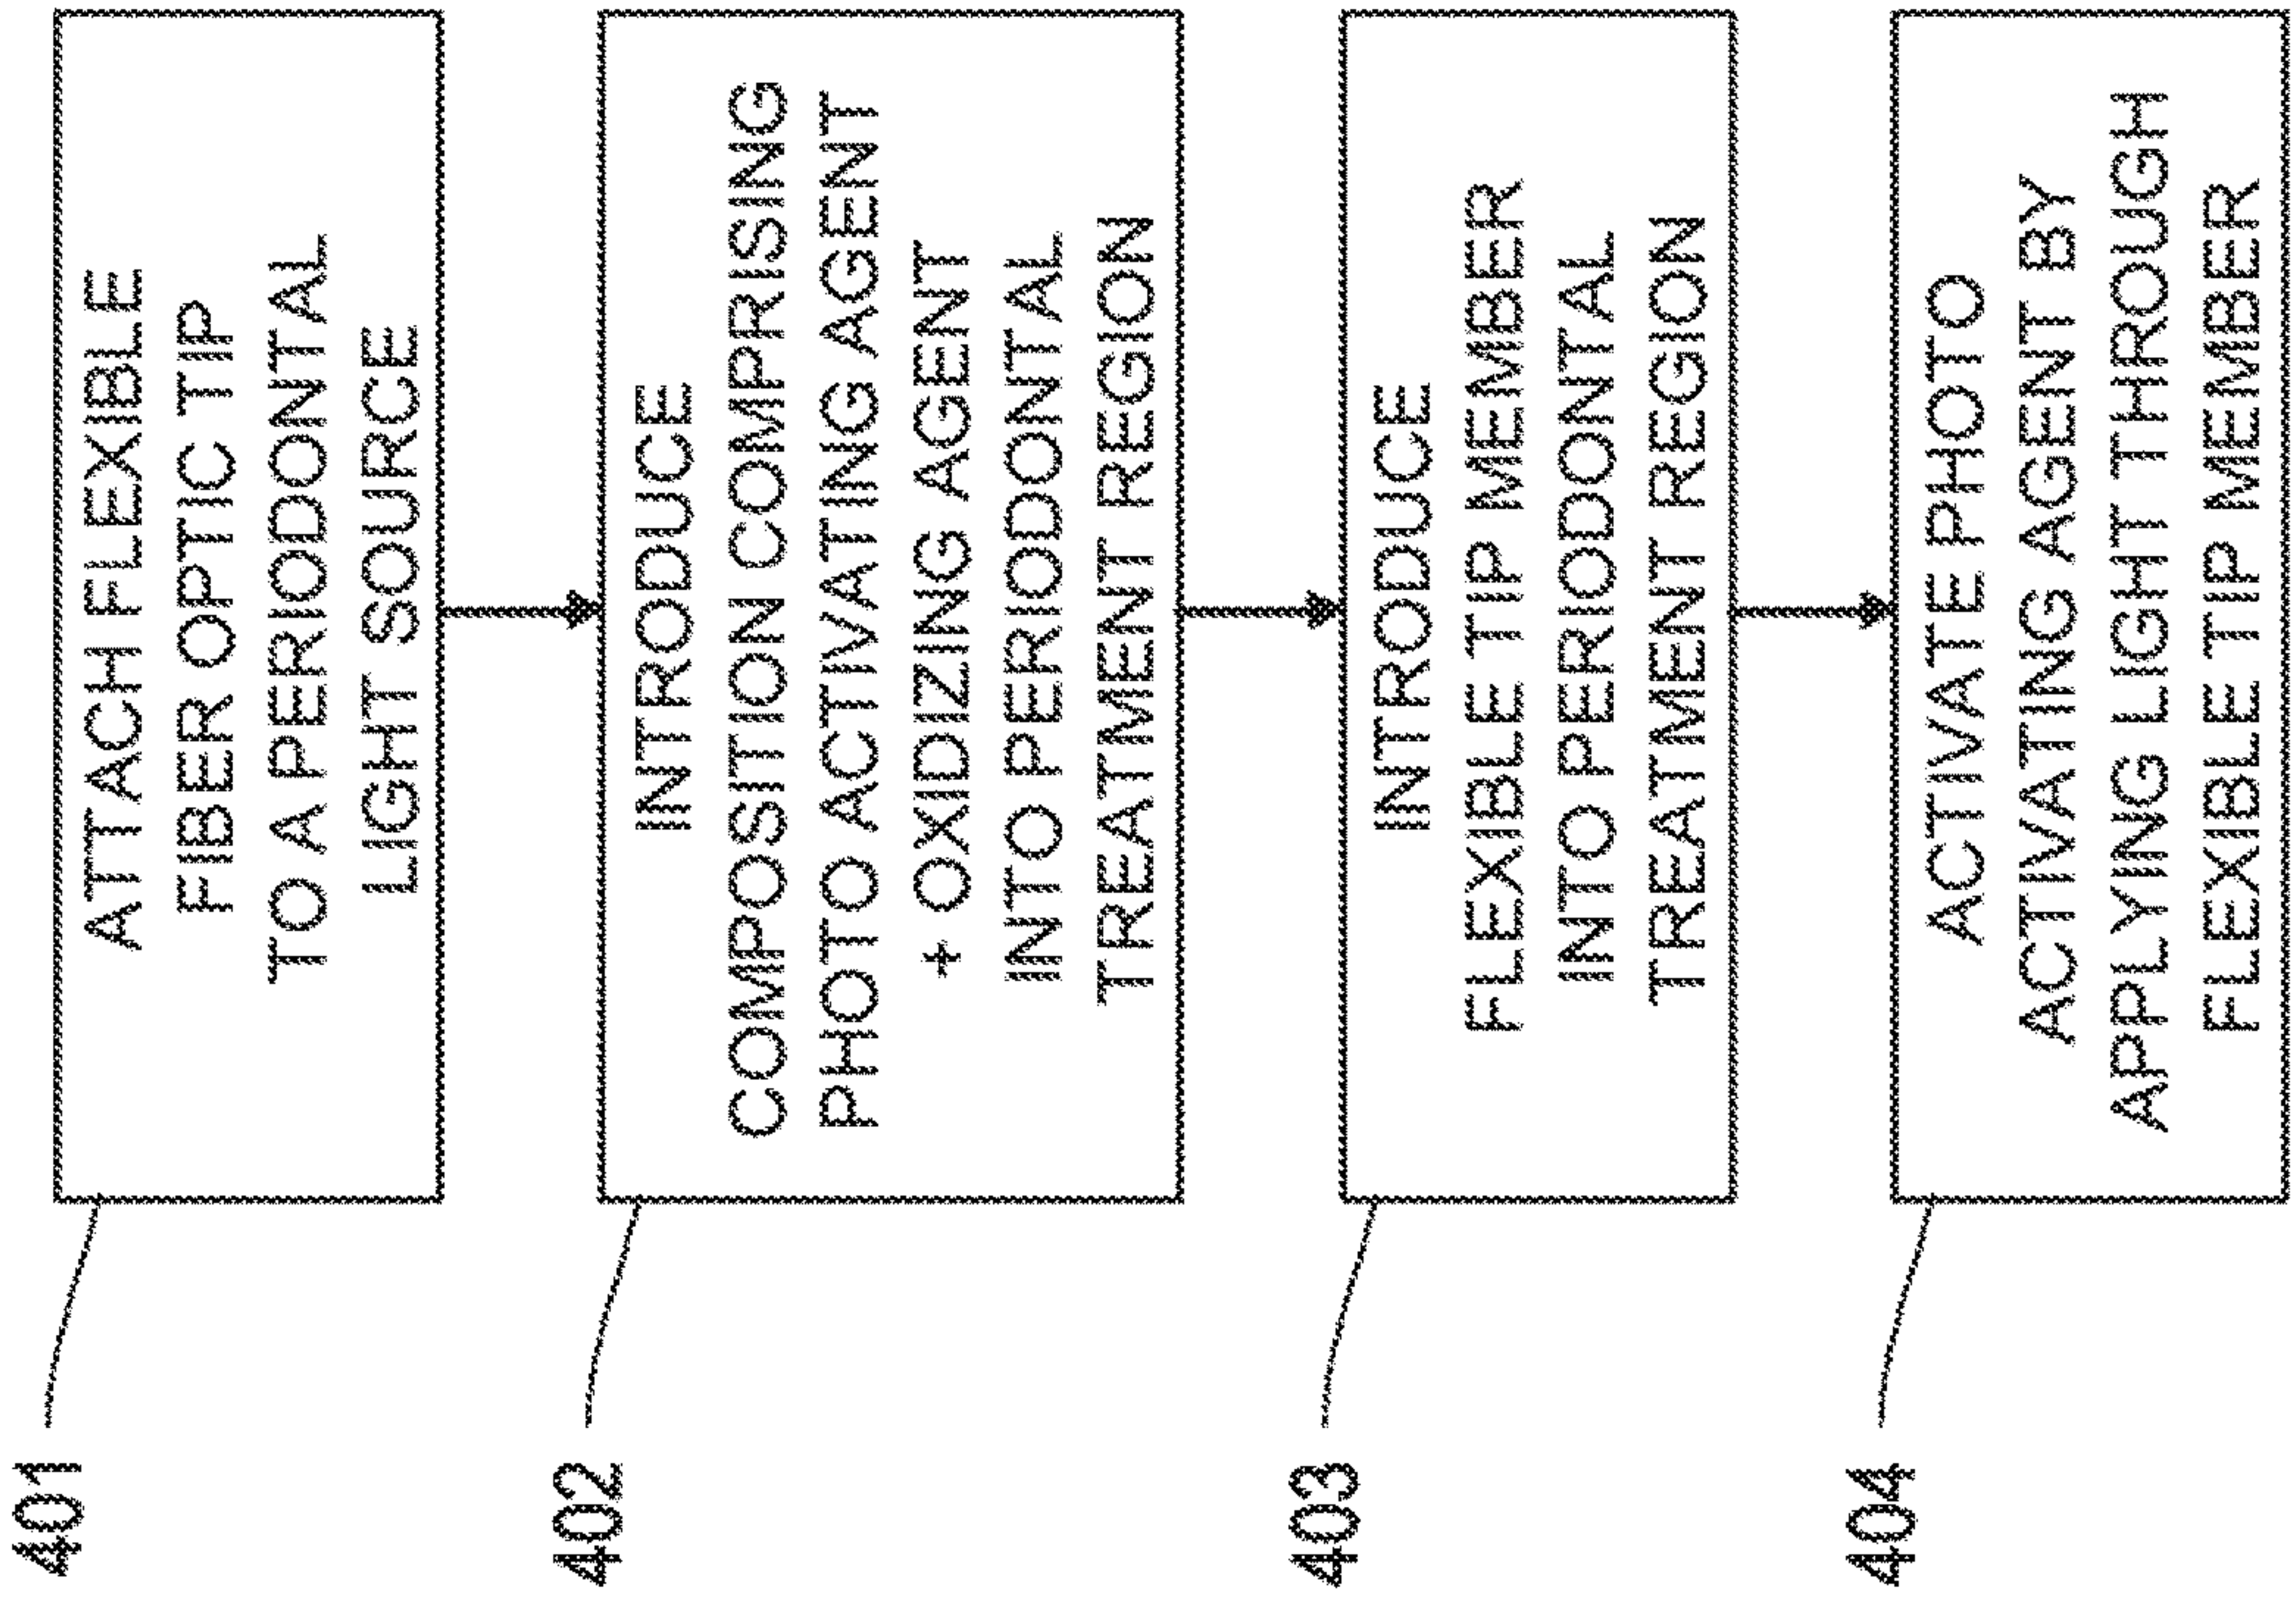 401
ATTACH FLEXIBLE
FIBER OPTIC TIP
TO A PERIODONTAL
LIGHT SOURCE
402
INTRODUCE
COMPOSITION COMPRISING
PHOTO ACTIVATING AGENT
+ OXIDIZING AGENT
INTO PERIODONTAL
TREATMENT REGION
403
INTRODUCE
FLEXIBLE TIP MEMBER
INTO PERIODONTAL
TREATMENT REGION
404
ACTIVATE PHOTO
ACTIVATING AGENT BY
APPLYING LIGHT THROUGH
FLEXIBLE TIP MEMBER